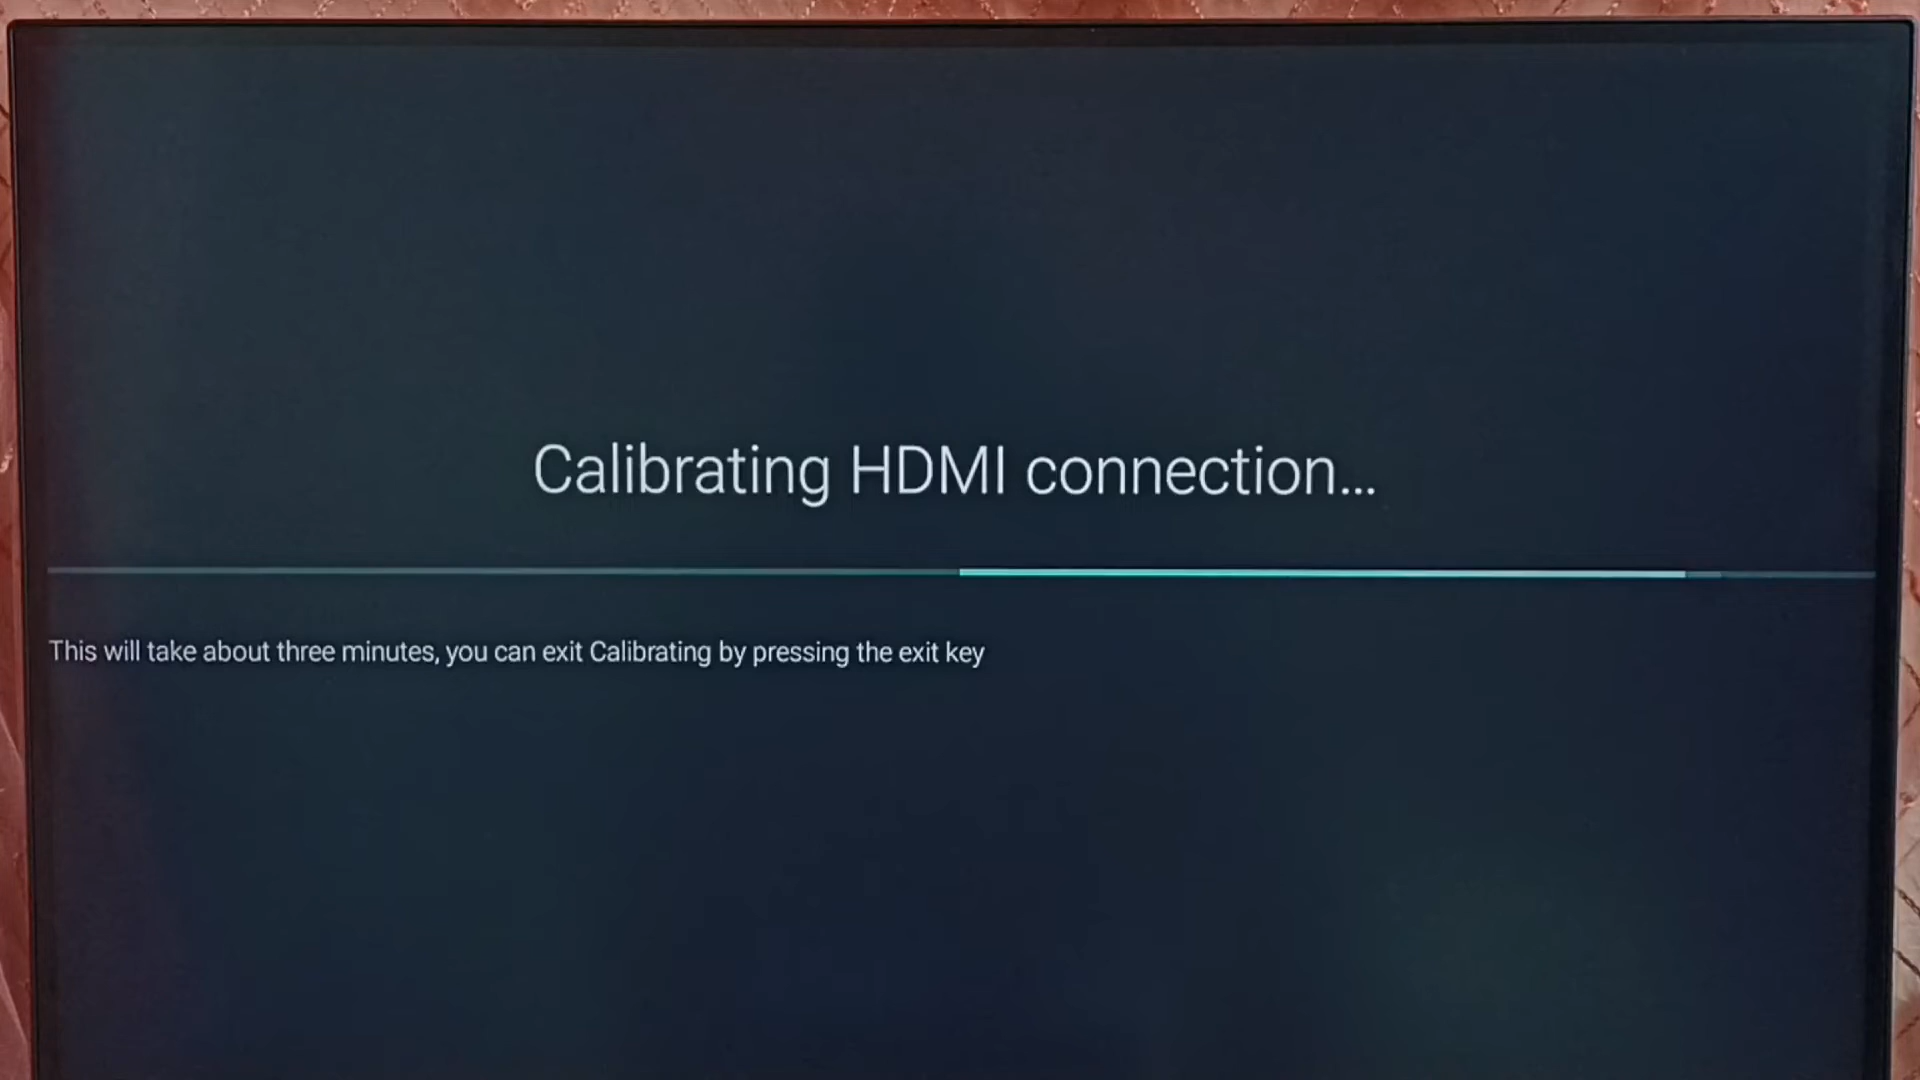 Calibrating HDMI connection...
This will take about three minutes, you can exit Calibrating by pressing the exit key